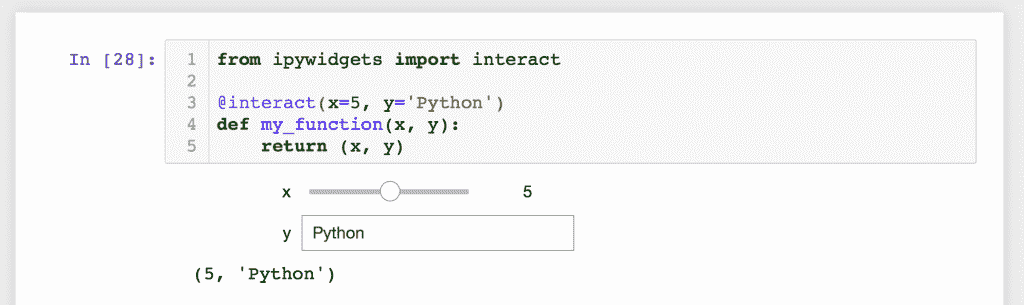 In [28]:
1 from ipywidgets import interact
2
3 @interact(x=5, y='Python')
4 def my_function(x, y):
5     return (x, y)
x 5
y Python
(5, 'Python')